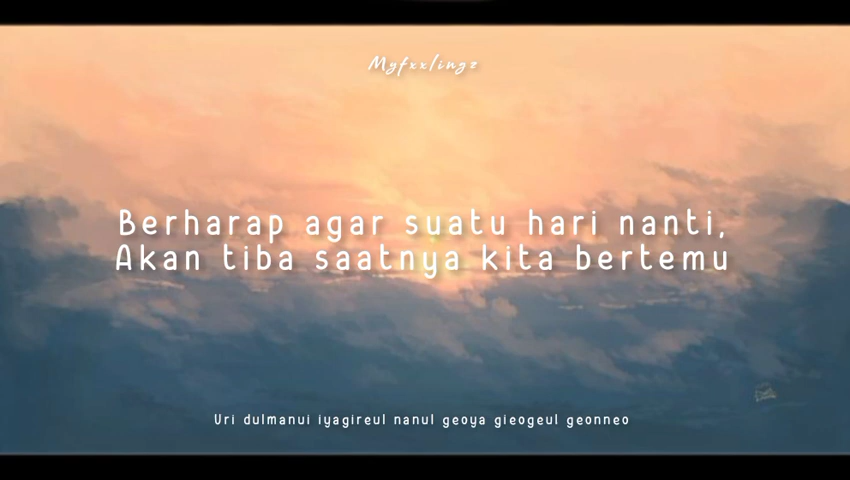 Myfxxlingz
Berharap agar suatu hari nanti,
Akan tiba saatnya kita bertemu
Uri dulmanui iyagireul nanul geoya gieogeul geonneo